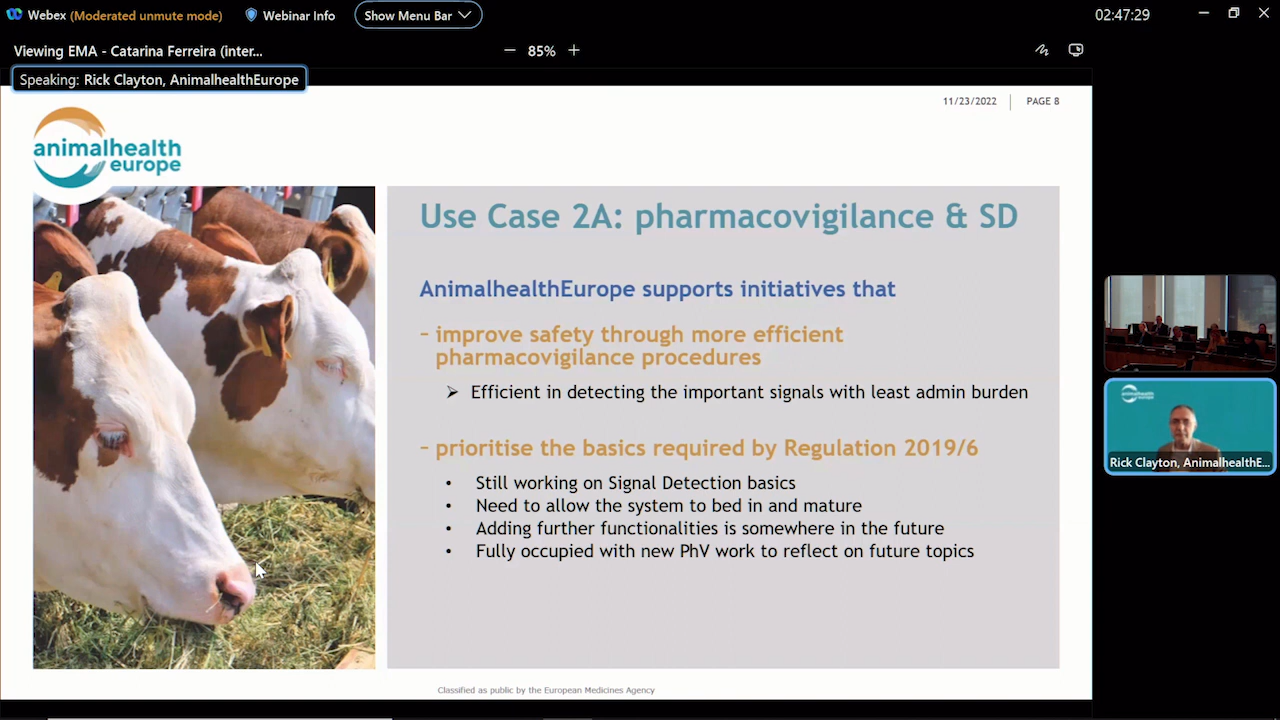 Webex (Moderated unmute mode) Webinar Info Show Menu Bar 02:47:29
Viewing EMA - Catarina Ferreira (inter... 85%
Speaking: Rick Clayton, AnimalhealthEurope
11/23/2022 PAGE 8
animalhealth
europe
Use Case 2A: pharmacovigilance & SD
AnimalhealthEurope supports initiatives that
– improve safety through more efficient
pharmacovigilance procedures
➢ Efficient in detecting the important signals with least admin burden
– prioritise the basics required by Regulation 2019/6
• Still working on Signal Detection basics
• Need to allow the system to bed in and mature
• Adding further functionalities is somewhere in the future
• Fully occupied with new PhV work to reflect on future topics
Classified as public by the European Medicines Agency
animalhealth
europe
Rick Clayton, AnimalhealthE...